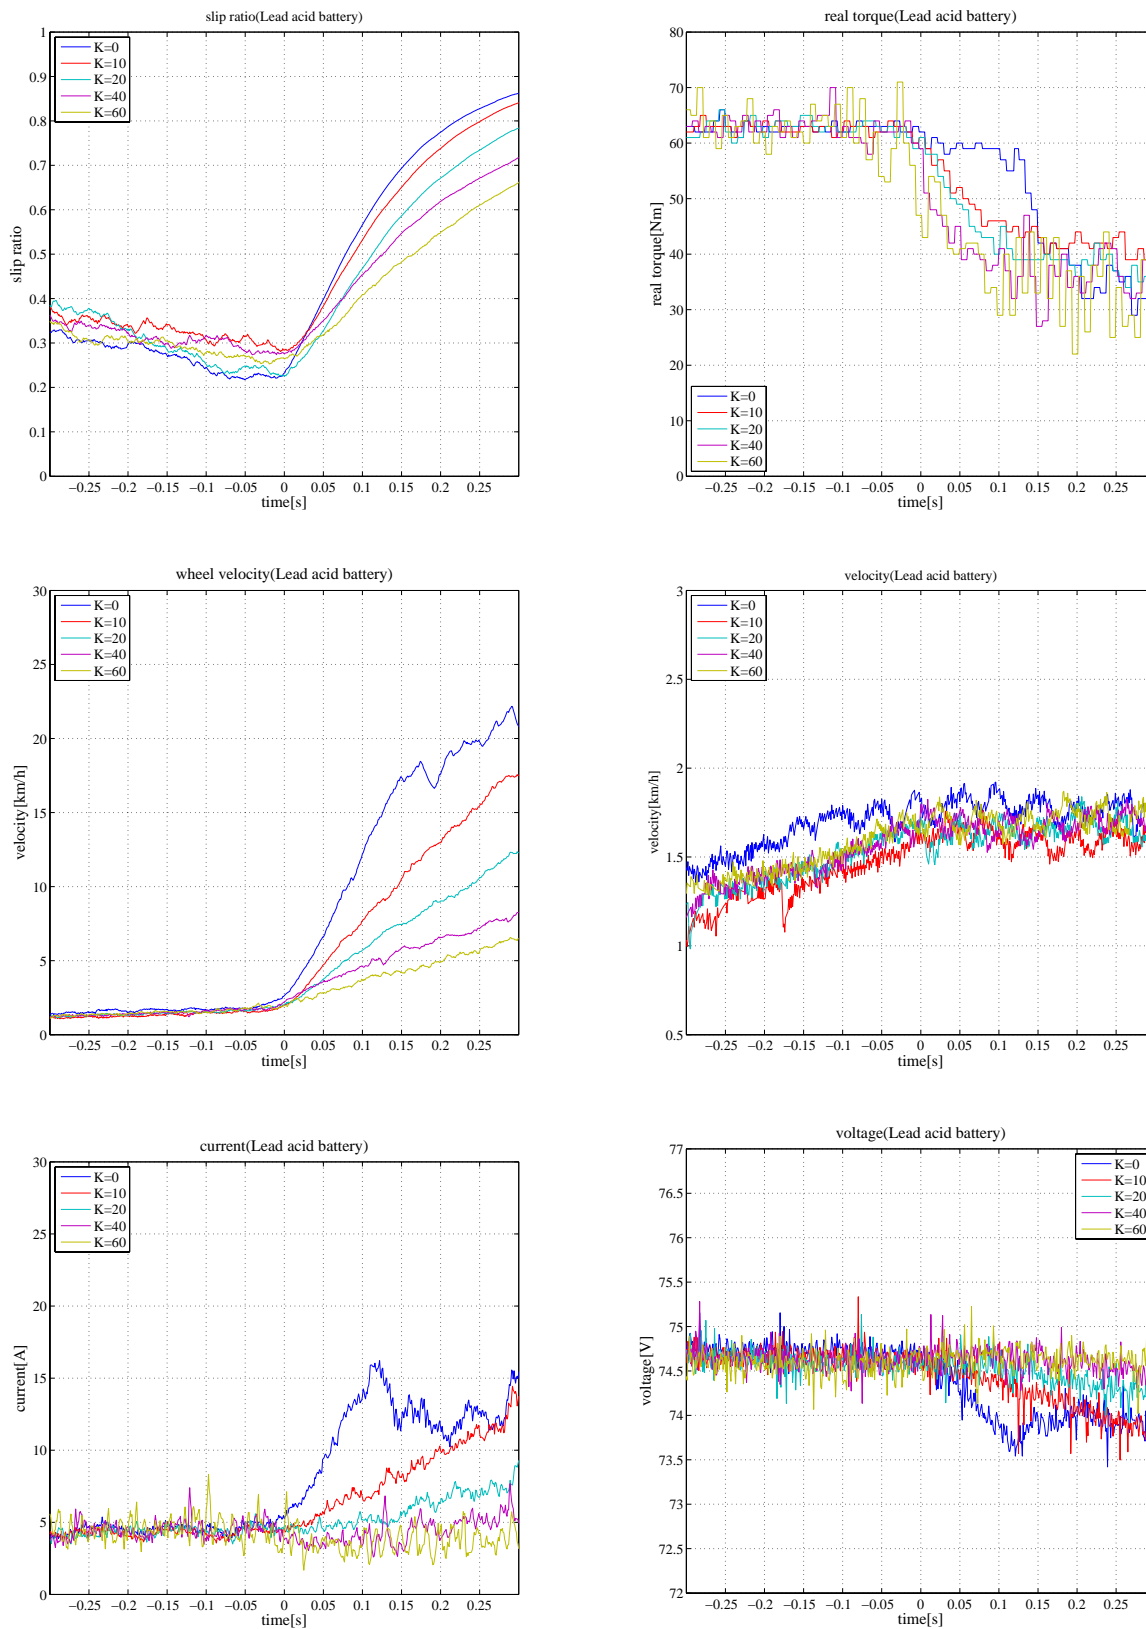 slip ratio(Lead acid battery)
1
0.9
0.8
0.7
0.6
0.5
0.4
0.3
0.2
0.1
0
slip ratio
K=0
K=10
K=20
K=40
K=60
−0.25 −0.2 −0.15 −0.1 −0.05 0 0.05 0.1 0.15 0.2 0.25
time[s]
real torque(Lead acid battery)
80
70
60
50
40
30
20
10
0
real torque[Nm]
K=0
K=10
K=20
K=40
K=60
−0.25 −0.2 −0.15 −0.1 −0.05 0 0.05 0.1 0.15 0.2 0.25
time[s]
wheel velocity(Lead acid battery)
30
25
20
15
10
5
0
velocity[km/h]
K=0
K=10
K=20
K=40
K=60
−0.25 −0.2 −0.15 −0.1 −0.05 0 0.05 0.1 0.15 0.2 0.25
time[s]
velocity(Lead acid battery)
3
2.5
2
1.5
1
0.5
velocity[km/h]
K=0
K=10
K=20
K=40
K=60
−0.25 −0.2 −0.15 −0.1 −0.05 0 0.05 0.1 0.15 0.2 0.25
time[s]
current(Lead acid battery)
30
25
20
15
10
5
0
current[A]
K=0
K=10
K=20
K=40
K=60
−0.25 −0.2 −0.15 −0.1 −0.05 0 0.05 0.1 0.15 0.2 0.25
time[s]
voltage(Lead acid battery)
77
76.5
76
75.5
75
74.5
74
73.5
73
72.5
72
voltage[V]
K=0
K=10
K=20
K=40
K=60
−0.25 −0.2 −0.15 −0.1 −0.05 0 0.05 0.1 0.15 0.2 0.25
time[s]